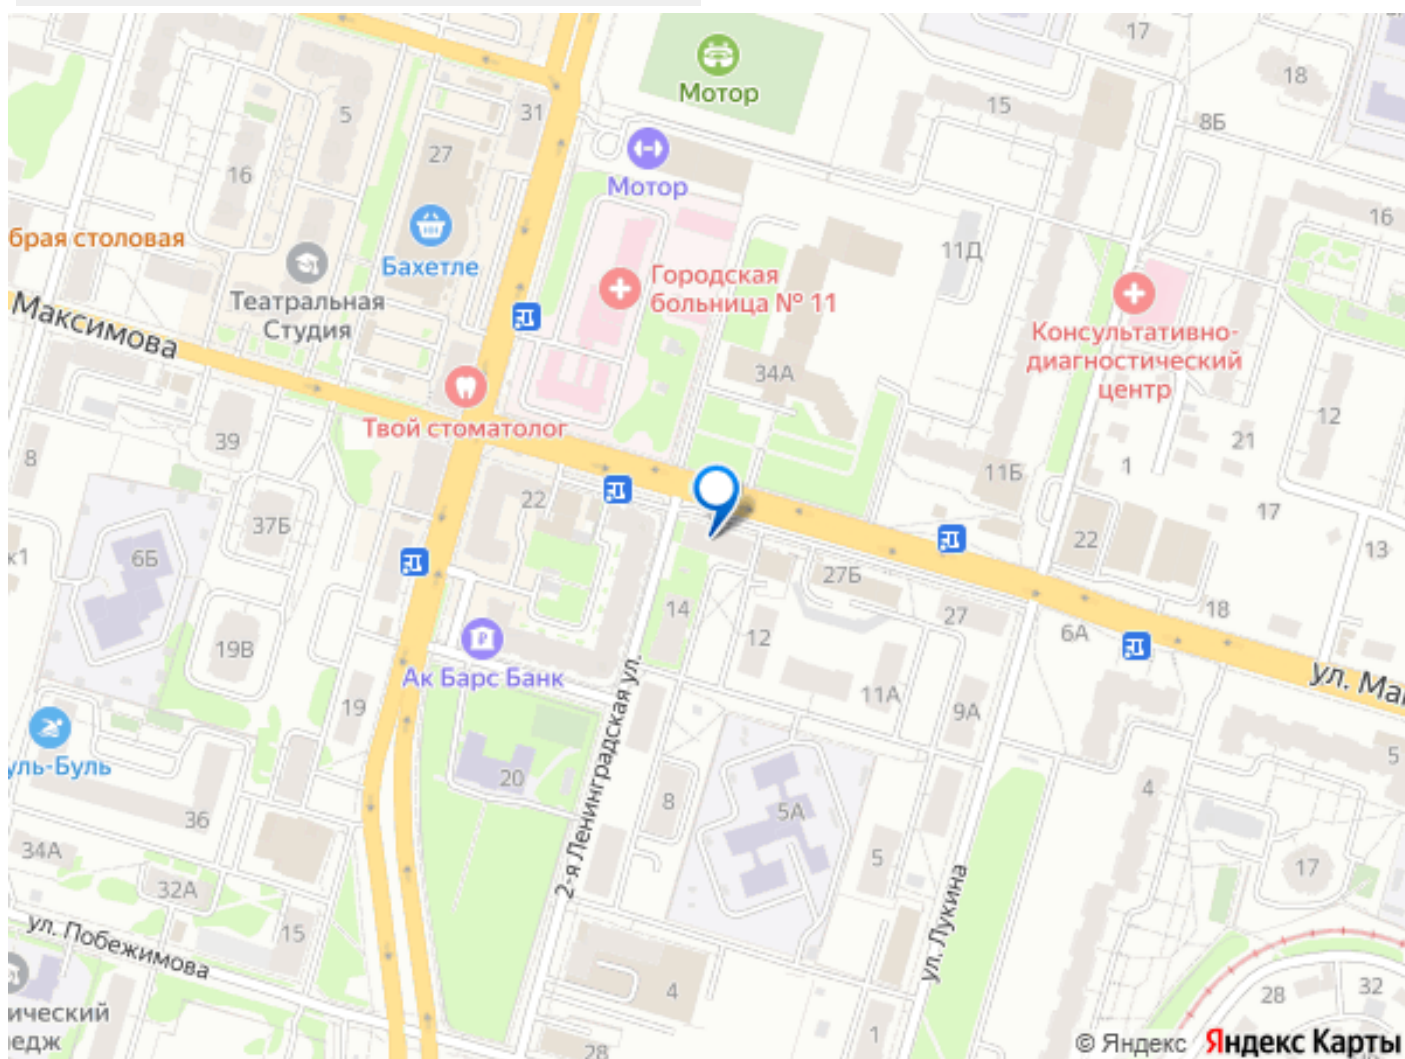 17
Мотор
18
5
31
15
8Б
27
16
Мотор
16
брая столовая
11Д
Бахетле
Городская
больница № 11
Театральная
Студия
Максимова
Консультативно-
диагностический
центр
34А
Твой стоматолог
12
39
21
8
1
11Б
22
37Б
17
6Б
х1
22
13
27Б
14
18
27
12
6А
19В
Ак Барс Банк
ул. Ма
11А
19
9А
2-я Ленинградская ул.
уль-Буль
5
20
4
8
5А
36
34А
5
17
32А
ул. Лукина
ул. Побежимова
15
4
28
32
ический
едж
1
28
© Яндекс Яндекс Карты